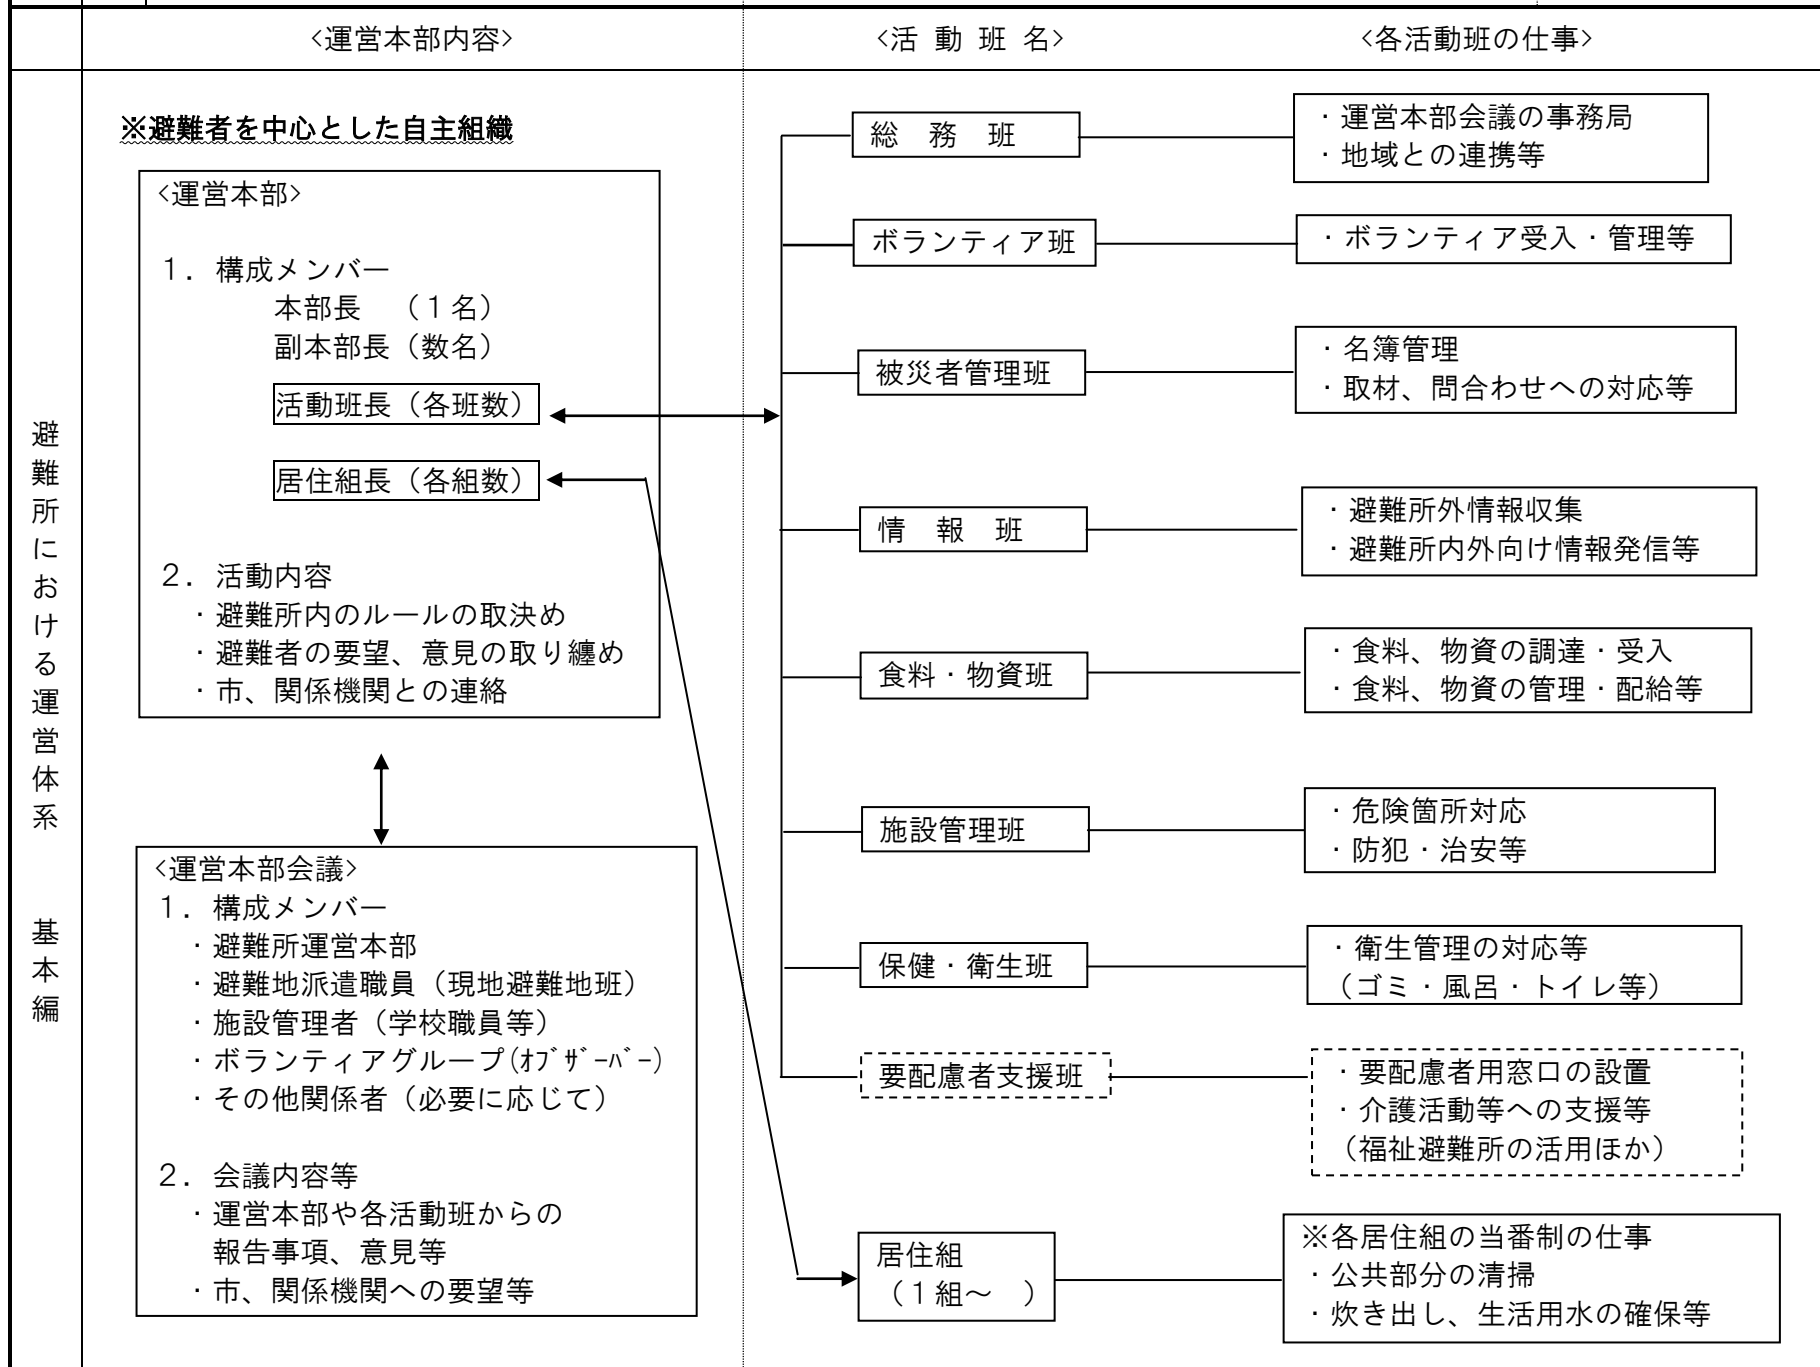 <運営本部内容>
<活 動 班 名>
<各活動班の仕事>
避難所における運営体系 基本編
※避難者を中心とした自主組織
<運営本部>
１．構成メンバー
本部長 （１名）
副本部長（数名）
活動班長（各班数）
居住組長（各組数）
２．活動内容
・避難所内のルールの取決め
・避難者の要望、意見の取り纏め
・市、関係機関との連絡
<運営本部会議>
１．構成メンバー
・避難所運営本部
・避難地派遣職員（現地避難地班）
・施設管理者（学校職員等）
・ボランティアグループ(ｵﾌﾞｻﾞｰﾊﾞｰ)
・その他関係者（必要に応じて）
２．会議内容等
・運営本部や各活動班からの
報告事項、意見等
・市、関係機関への要望等
総 務 班
・運営本部会議の事務局
・地域との連携等
ボランティア班
・ボランティア受入・管理等
被災者管理班
・名簿管理
・取材、問合わせへの対応等
情 報 班
・避難所外情報収集
・避難所内外向け情報発信等
食料・物資班
・食料、物資の調達・受入
・食料、物資の管理・配給等
施設管理班
・危険箇所対応
・防犯・治安等
保健・衛生班
・衛生管理の対応等
（ゴミ・風呂・トイレ等）
要配慮者支援班
・要配慮者用窓口の設置
・介護活動等への支援等
（福祉避難所の活用ほか）
居住組
（１組～ ）
※各居住組の当番制の仕事
・公共部分の清掃
・炊き出し、生活用水の確保等